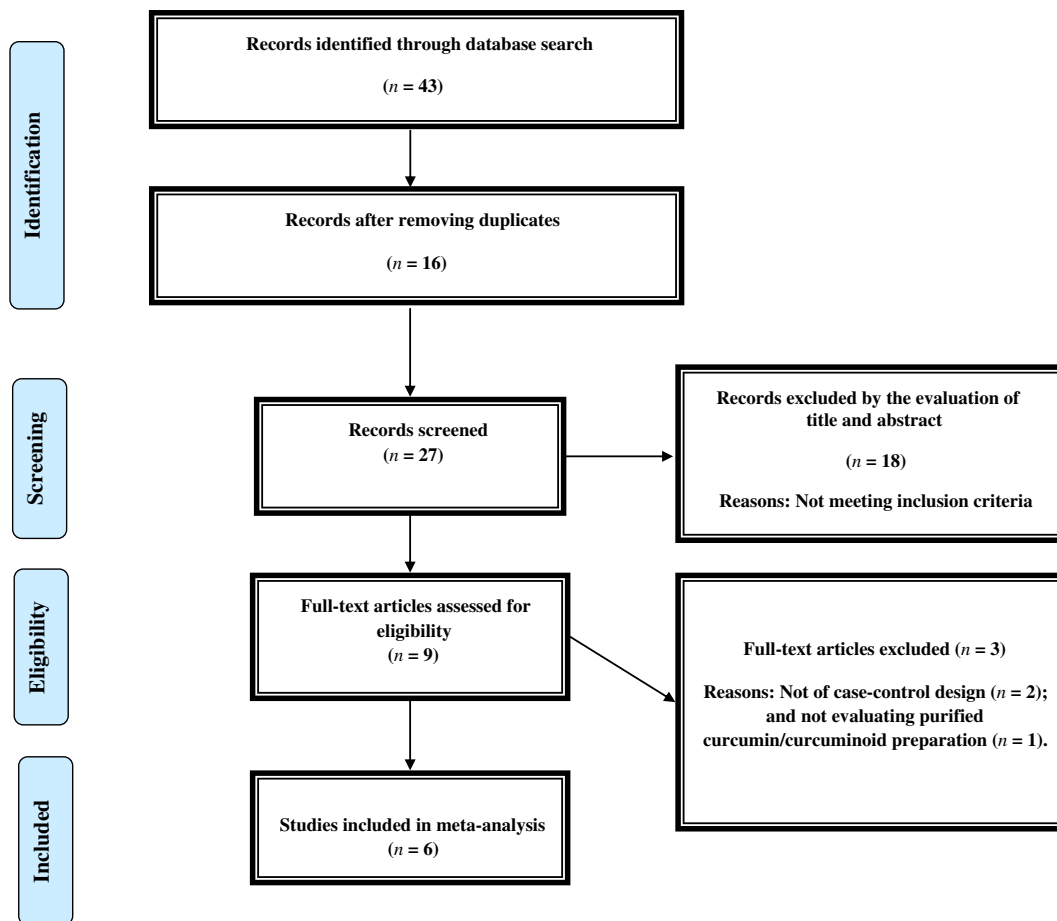 Identification
Records identified through database search
(n = 43)
Records after removing duplicates
(n = 16)
Screening
Records screened
(n = 27)
Records excluded by the evaluation of
title and abstract
(n = 18)
Reasons: Not meeting inclusion criteria
Eligibility
Full-text articles assessed for
eligibility
(n = 9)
Full-text articles excluded (n = 3)
Reasons: Not of case-control design (n = 2);
and not evaluating purified
curcumin/curcuminoid preparation (n = 1).
Included
Studies included in meta-analysis
(n = 6)